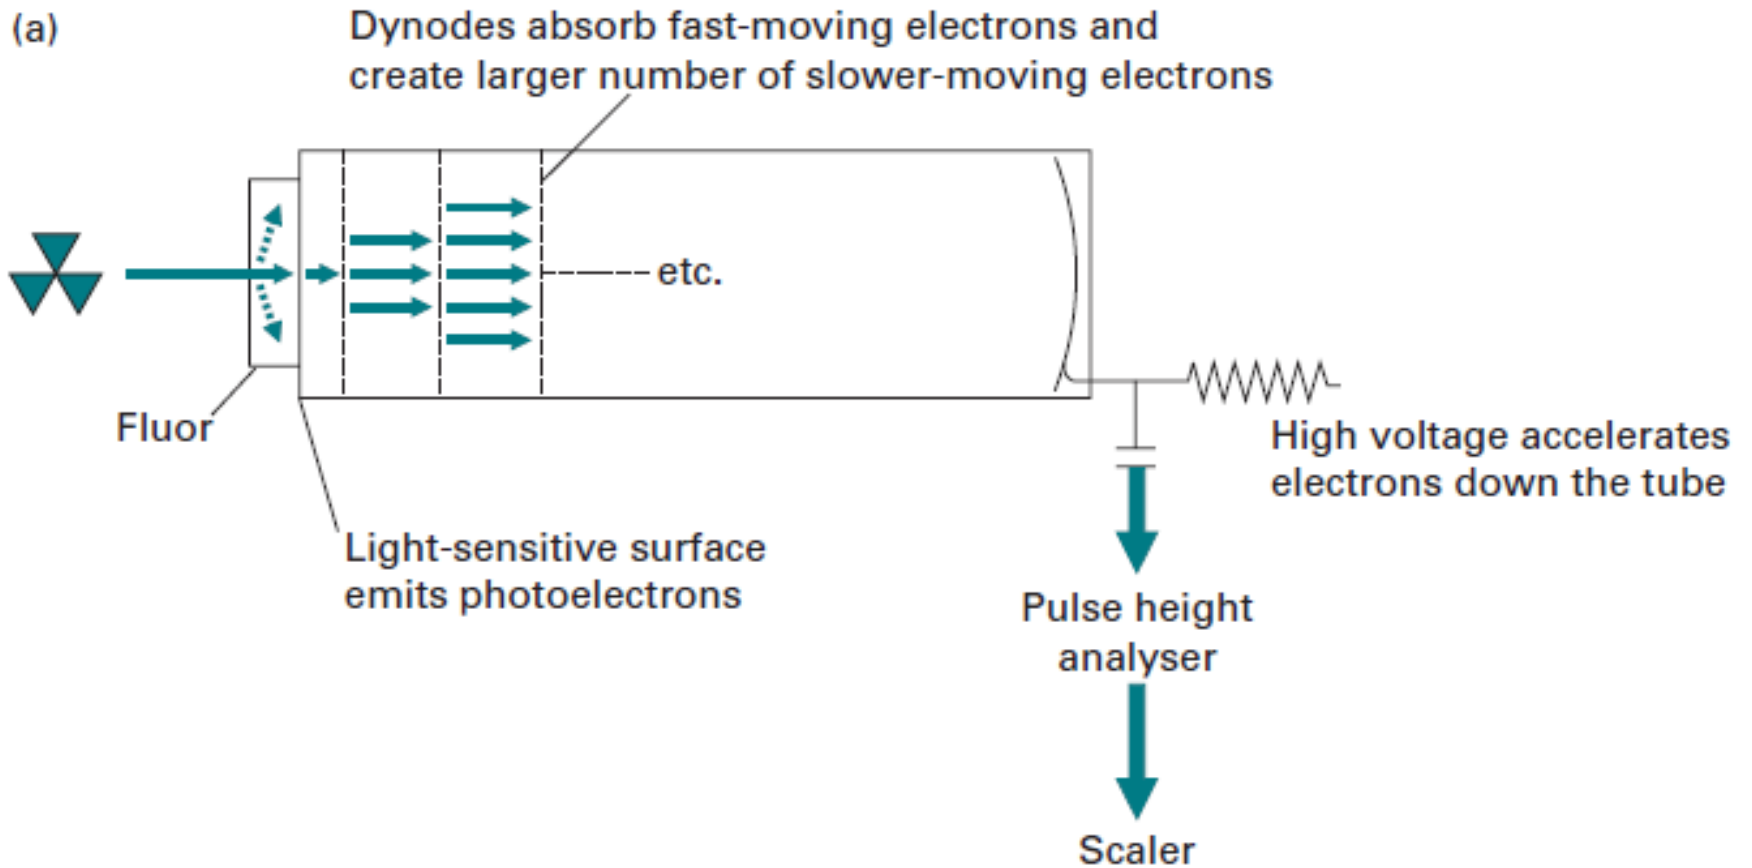 (a)
Dynodes absorb fast-moving electrons and
create larger number of slower-moving electrons
etc.
Fluor
High voltage accelerates
electrons down the tube
Light-sensitive surface
emits photoelectrons
Pulse height
analyser
Scaler